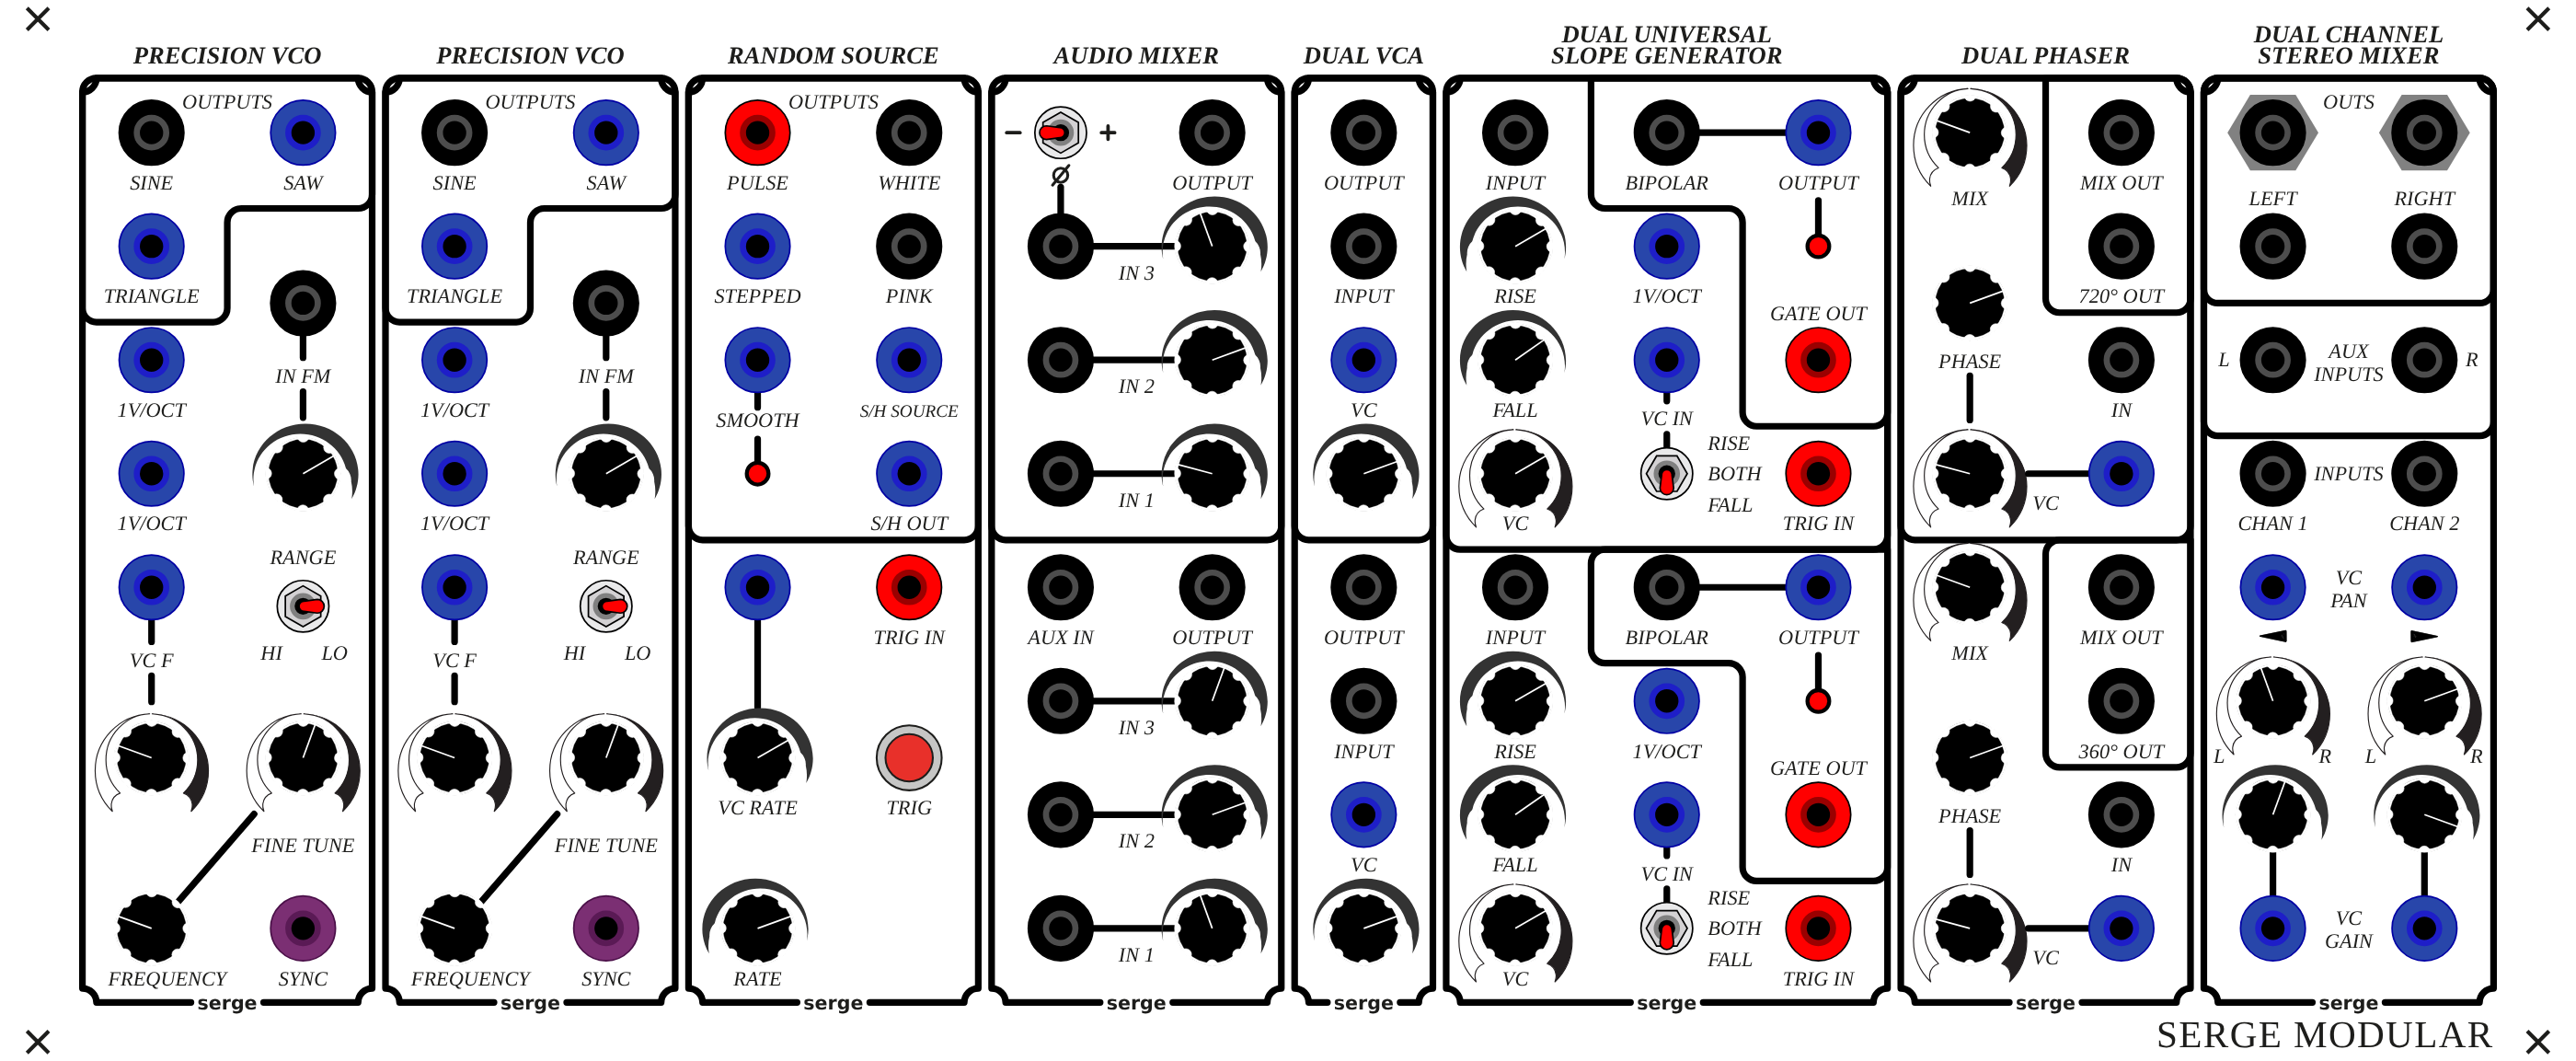 PRECISION VCO
OUTPUTS
SINE
SAW
TRIANGLE
IN FM
1V/OCT
1V/OCT
RANGE
HI
LO
VC F
FINE TUNE
FREQUENCY
SYNC
serge
PRECISION VCO
OUTPUTS
SINE
SAW
TRIANGLE
IN FM
1V/OCT
1V/OCT
RANGE
HI
LO
VC F
FINE TUNE
FREQUENCY
SYNC
serge
RANDOM SOURCE
OUTPUTS
PULSE
WHITE
STEPPED
PINK
SMOOTH
S/H SOURCE
S/H OUT
TRIG IN
VC RATE
TRIG
RATE
serge
AUDIO MIXER
− +
Ø
OUTPUT
IN 3
IN 2
IN 1
AUX IN
OUTPUT
IN 3
IN 2
IN 1
serge
DUAL VCA
OUTPUT
INPUT
VC
OUTPUT
INPUT
VC
serge
DUAL UNIVERSAL
SLOPE GENERATOR
INPUT
BIPOLAR
OUTPUT
RISE
1V/OCT
GATE OUT
FALL
VC IN
RISE
BOTH
FALL
VC
TRIG IN
INPUT
BIPOLAR
OUTPUT
RISE
1V/OCT
GATE OUT
FALL
VC IN
RISE
BOTH
FALL
VC
TRIG IN
serge
DUAL PHASER
MIX
MIX OUT
720° OUT
PHASE
IN
VC
MIX
MIX OUT
360° OUT
PHASE
IN
VC
serge
DUAL CHANNEL
STEREO MIXER
OUTS
LEFT
RIGHT
L
AUX
INPUTS
R
INPUTS
CHAN 1
CHAN 2
VC
PAN
L
R
L
R
VC
GAIN
serge
SERGE MODULAR